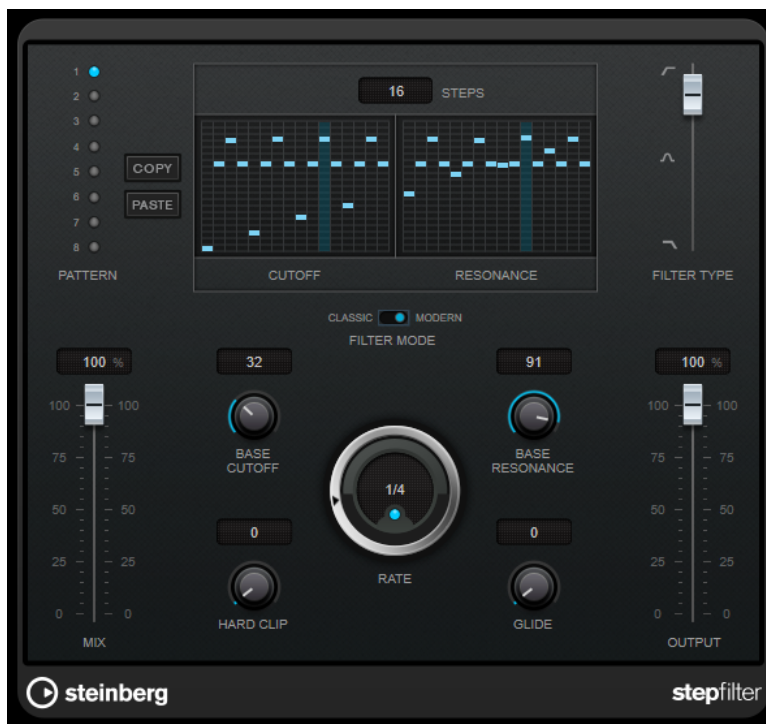 1
2
3
4
5
6
7
8
PATTERN
COPY
PASTE
16 STEPS
CUTOFF
RESONANCE
FILTER TYPE
CLASSIC MODERN
FILTER MODE
100 %
32
91
100 %
100 100
75 75
50 50
25 25
0 0
MIX
BASE
CUTOFF
BASE
RESONANCE
1/4
RATE
0
HARD CLIP
0
GLIDE
100 100
75 75
50 50
25 25
0 0
OUTPUT
steinberg
stepfilter